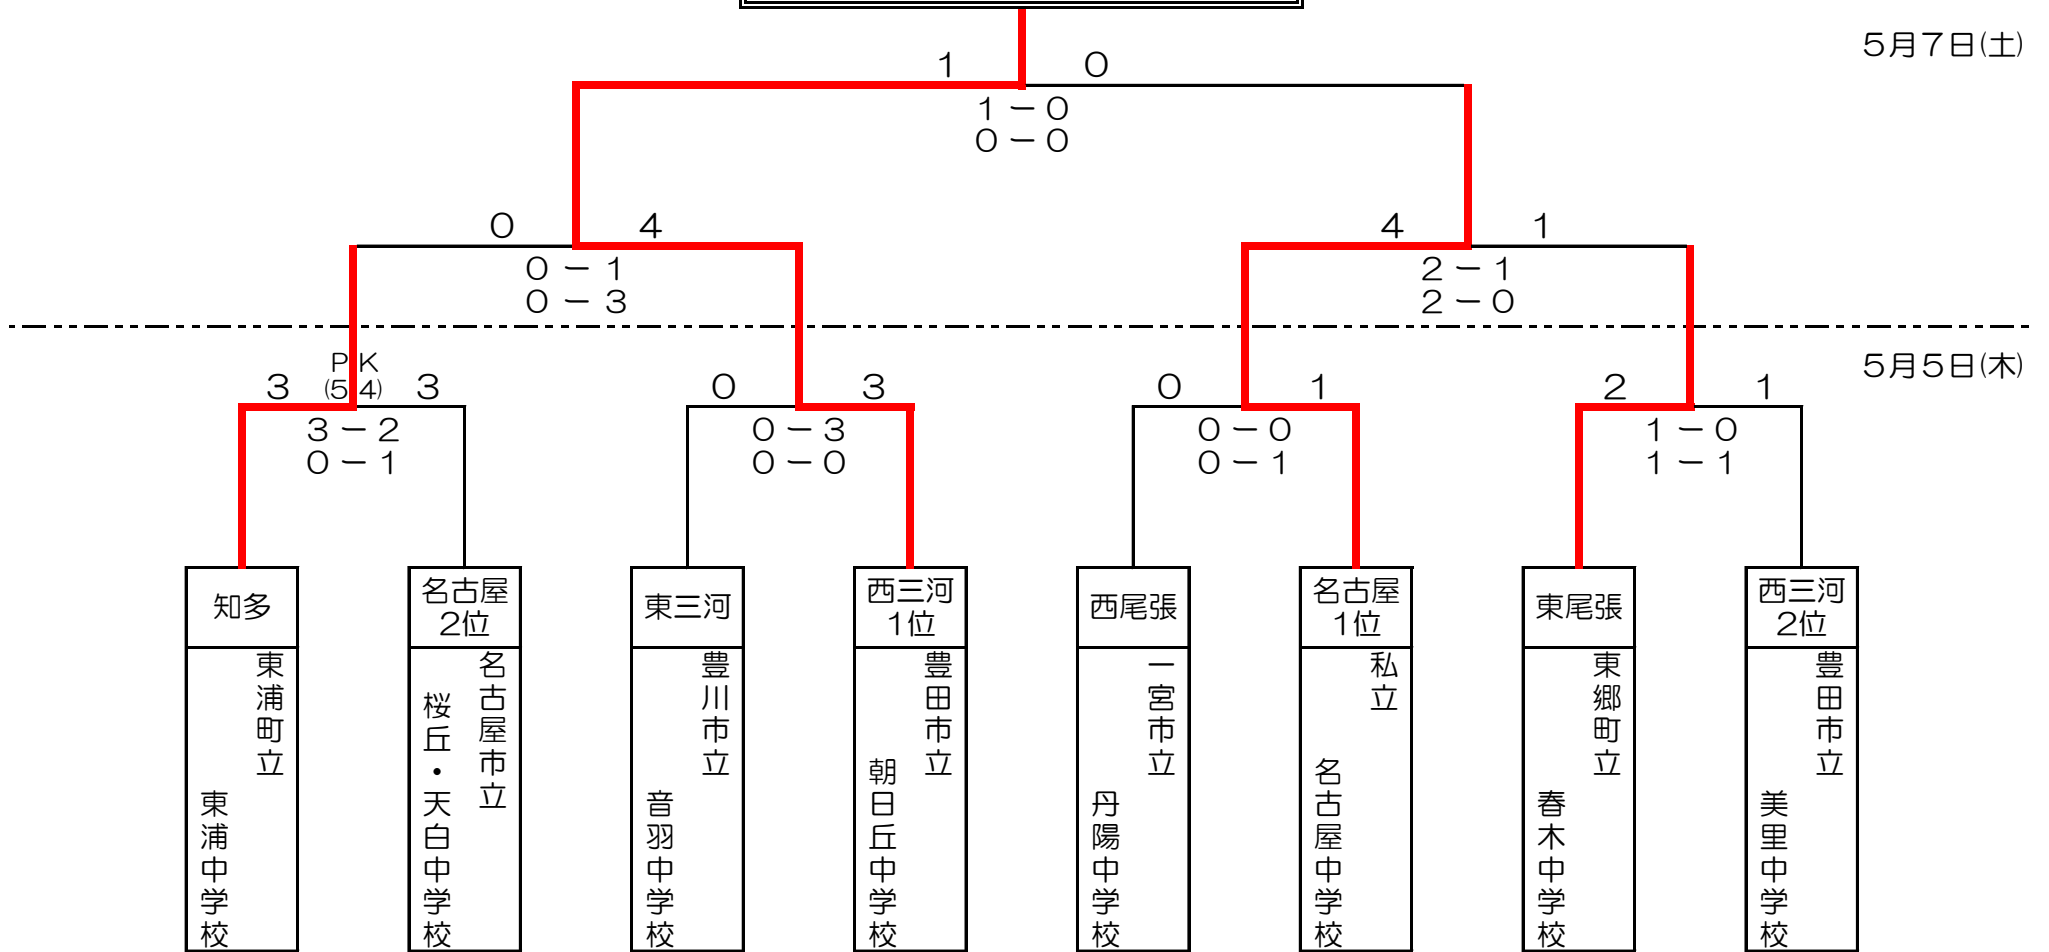 5月7日(土)
1 0
1-0
0-0
0 4
0-1
0-3
4 1
2-1
2-0
5月5日(木)
3 PK 3
(5 4)
3-2
0-1
0 3
0-3
0-0
0 1
0-0
0-1
2 1
1-0
1-1
知多
東浦町立
東浦中学校
名古屋
2位
名古屋市立
桜丘・天白中学校
東三河
豊川市立
音羽中学校
西三河
1位
豊田市立
朝日丘中学校
西尾張
一宮市立
丹陽中学校
名古屋
1位
私立
名古屋中学校
東尾張
東郷町立
春木中学校
西三河
2位
豊田市立
美里中学校